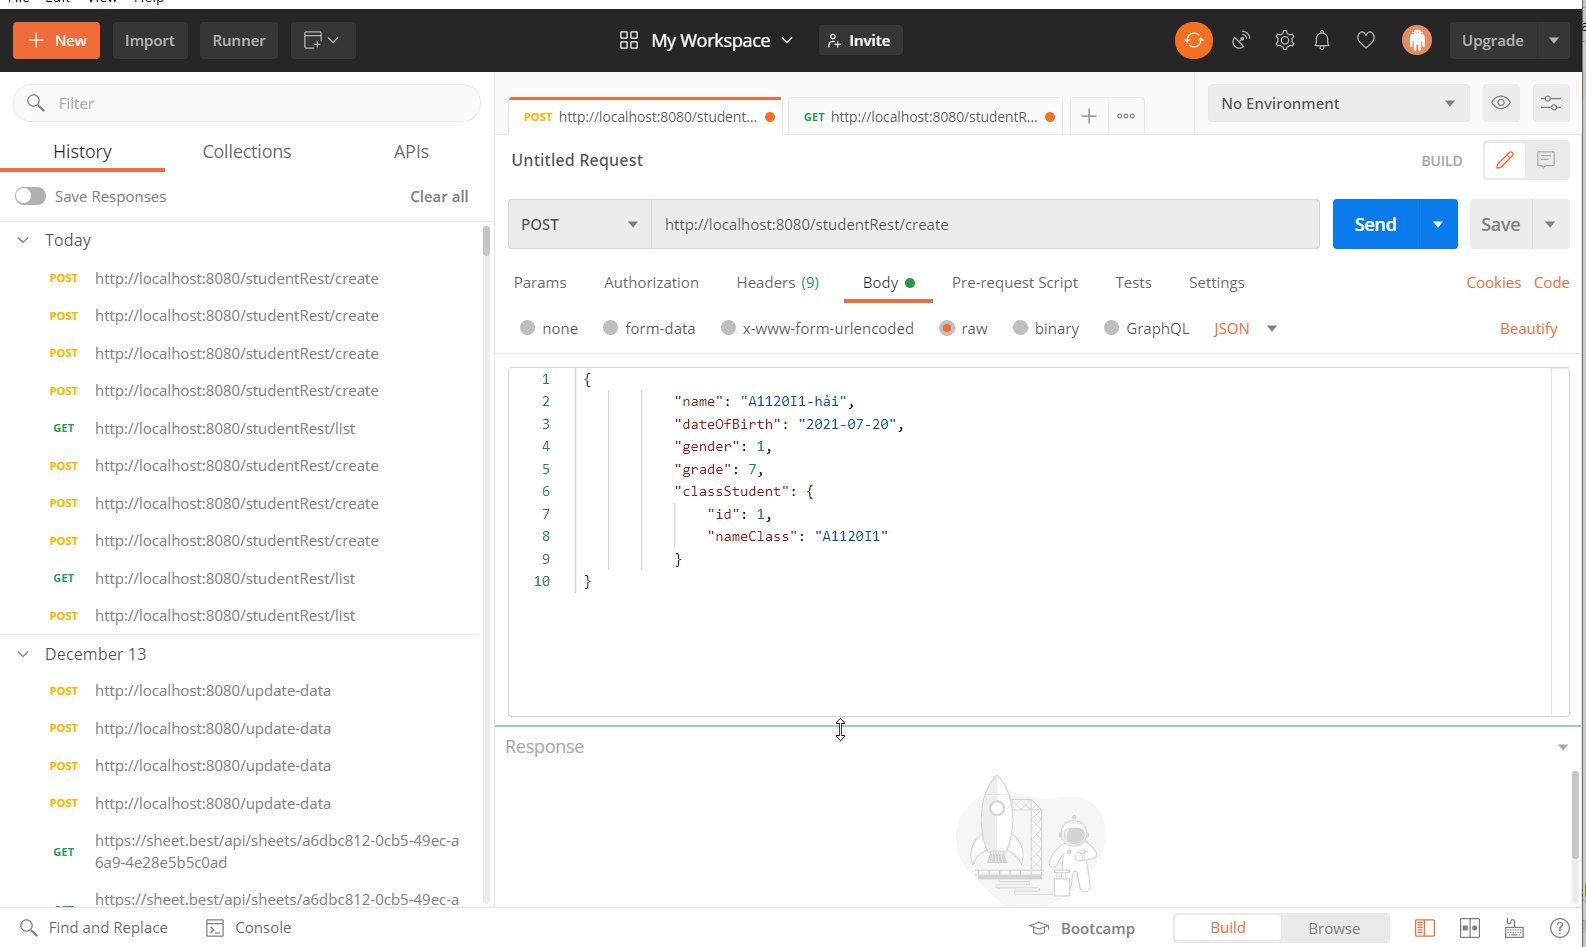 File Edit View Help
New
Import
Runner
My Workspace
Invite
Upgrade
Filter
History
Collections
APIs
Save Responses
Clear all
Today
POST http://localhost:8080/studentRest/create
POST http://localhost:8080/studentRest/create
POST http://localhost:8080/studentRest/create
POST http://localhost:8080/studentRest/create
GET http://localhost:8080/studentRest/list
POST http://localhost:8080/studentRest/create
POST http://localhost:8080/studentRest/create
POST http://localhost:8080/studentRest/create
GET http://localhost:8080/studentRest/list
POST http://localhost:8080/studentRest/list
December 13
POST http://localhost:8080/update-data
POST http://localhost:8080/update-data
POST http://localhost:8080/update-data
POST http://localhost:8080/update-data
GET https://sheet.best/api/sheets/a6dbc812-0cb5-49ec-a
6a9-4e28e5b5c0ad
https://sheet.best/api/sheets/a6dbc812-0cb5-49ec-a
POST http://localhost:8080/student...
GET http://localhost:8080/studentR...
No Environment
Untitled Request
BUILD
POST
http://localhost:8080/studentRest/create
Send
Save
Params
Authorization
Headers (9)
Body
Pre-request Script
Tests
Settings
Cookies
Code
none
form-data
x-www-form-urlencoded
raw
binary
GraphQL
JSON
Beautify
1 {
2 "name": "A1120I1-hải",
3 "dateOfBirth": "2021-07-20",
4 "gender": 1,
5 "grade": 7,
6 "classStudent": {
7 "id": 1,
8 "nameClass": "A1120I1"
9 }
10 }
Response
Find and Replace
Console
Bootcamp
Build
Browse